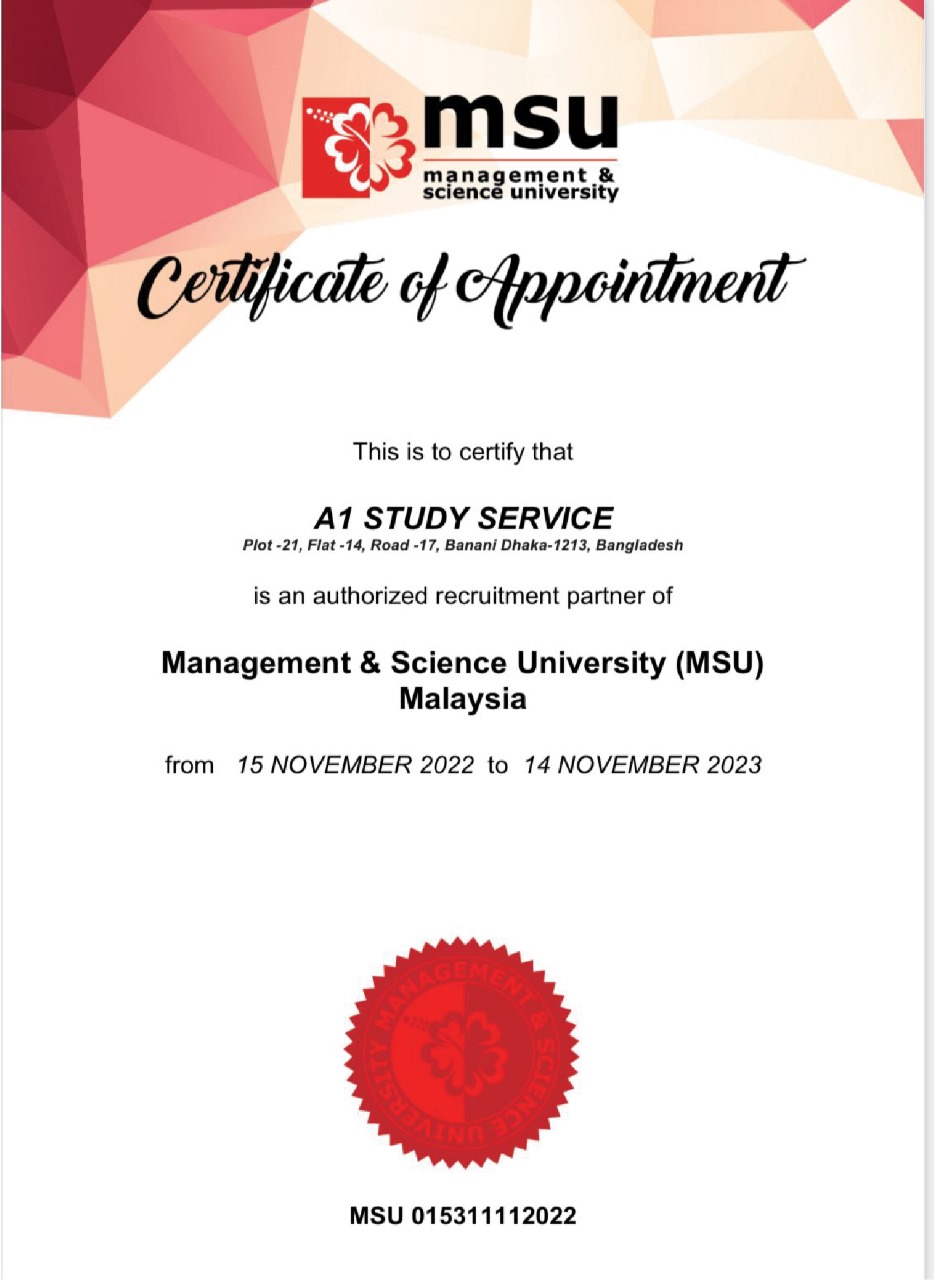 msu
management &
science university
Certificate of Appointment
This is to certify that
A1 STUDY SERVICE
Plot -21, Flat -14, Road -17, Banani Dhaka-1213, Bangladesh
is an authorized recruitment partner of
Management & Science University (MSU)
Malaysia
from 15 NOVEMBER 2022 to 14 NOVEMBER 2023
MANAGEMENT & SCIENCE UNIVERSITY
MSU 015311112022